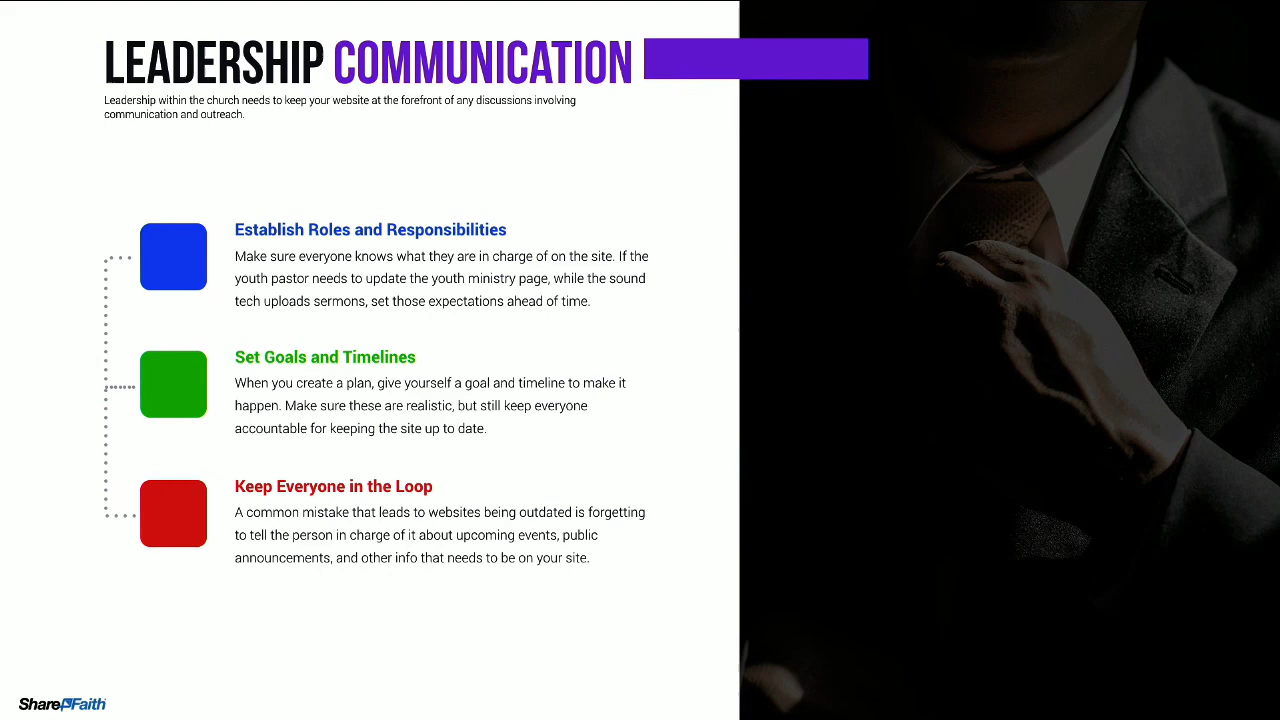 LEADERSHIP COMMUNICATION
Leadership within the church needs to keep your website at the forefront of any discussions involving
communication and outreach.
Establish Roles and Responsibilities
Make sure everyone knows what they are in charge of on the site. If the
youth pastor needs to update the youth ministry page, while the sound
tech uploads sermons, set those expectations ahead of time.
Set Goals and Timelines
When you create a plan, give yourself a goal and timeline to make it
happen. Make sure these are realistic, but still keep everyone
accountable for keeping the site up to date.
Keep Everyone in the Loop
A common mistake that leads to websites being outdated is forgetting
to tell the person in charge of it about upcoming events, public
announcements, and other info that needs to be on your site.
ShareFaith